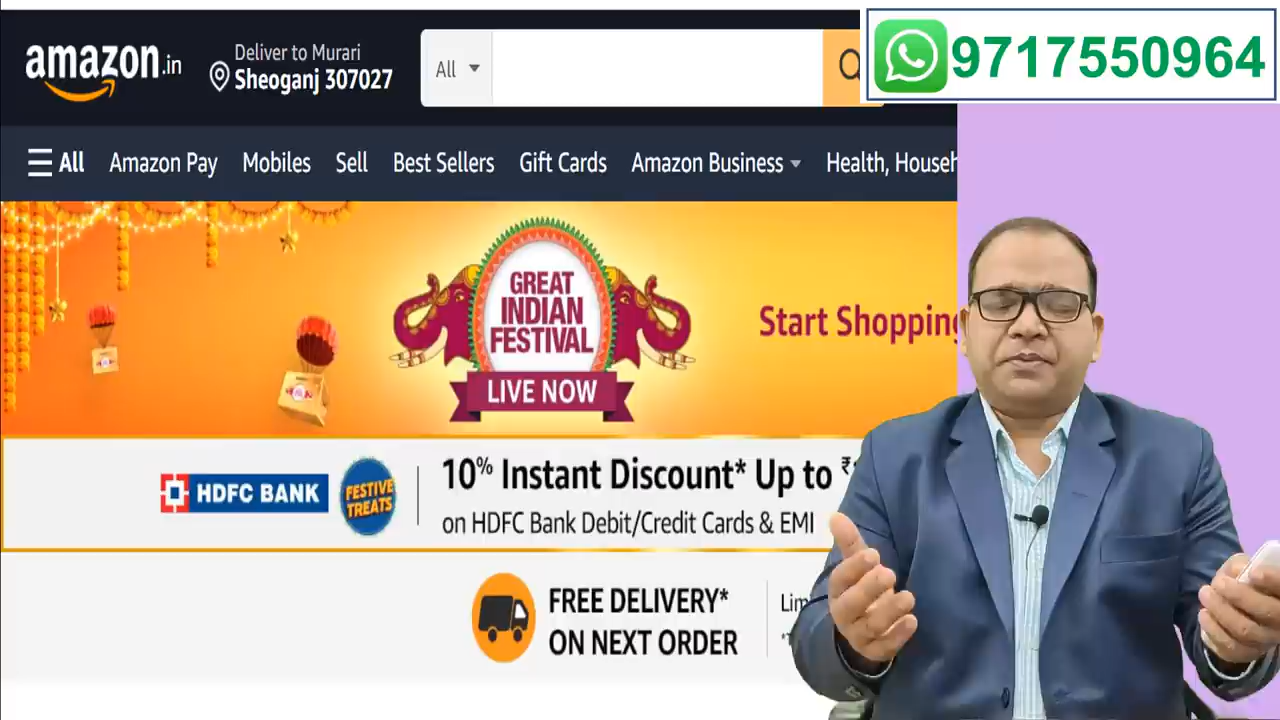 amazon.in
Deliver to Murari
Sheoganj 307027
All
9717550964
All Amazon Pay Mobiles Sell Best Sellers Gift Cards Amazon Business Health,
GREAT
INDIAN
FESTIVAL
LIVE NOW
Start Shopping
HDFC BANK
FESTIVE
TREATS
10% Instant Discount* Up to
on HDFC Bank Debit/Credit Cards & EMI
FREE DELIVERY*
ON NEXT ORDER